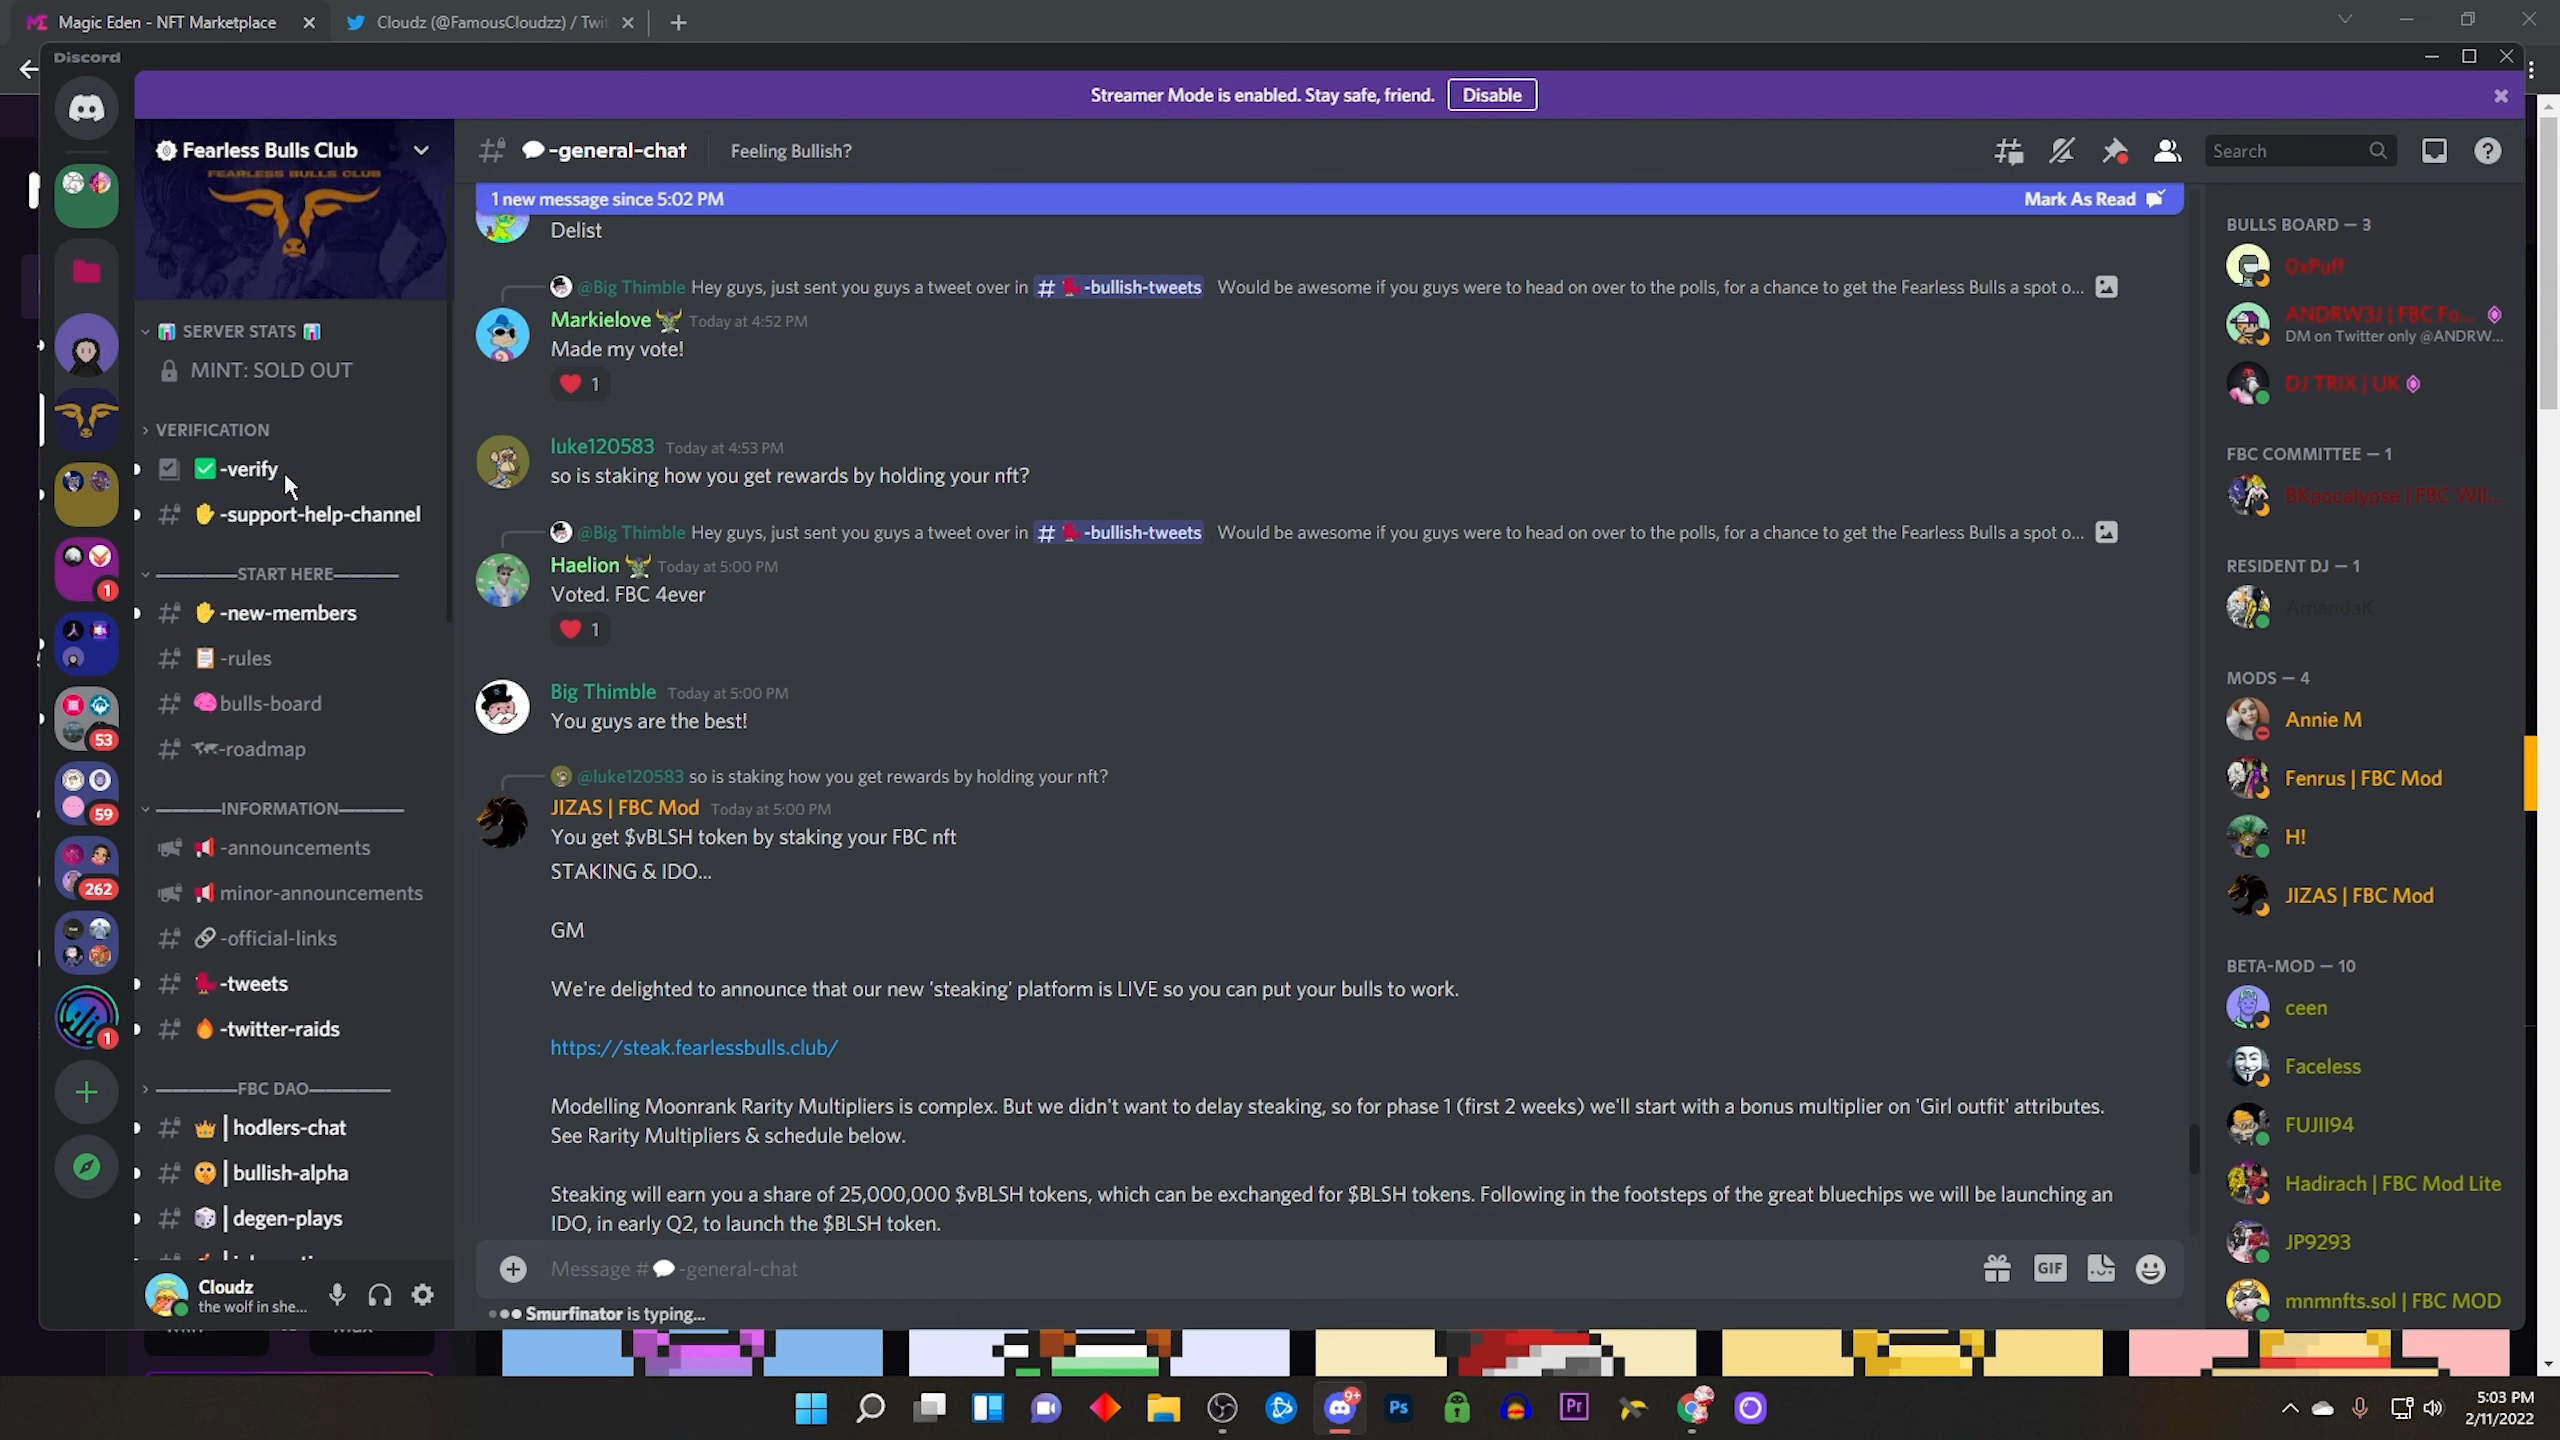 Magic Eden - NFT Marketplace
Cloudz (@FamousCloudzz) / Twit
Discord
Streamer Mode is enabled. Stay safe, friend. Disable
Fearless Bulls Club
FEARLESS BULLS CLUB
SERVER STATS
MINT: SOLD OUT
VERIFICATION
-verify
-support-help-channel
START HERE
-new-members
-rules
bulls-board
-roadmap
INFORMATION
-announcements
minor-announcements
-official-links
-tweets
-twitter-raids
FBC DAO
| hodlers-chat
| bullish-alpha
| degen-plays
1
53
59
262
1
Cloudz
the wolf in she...
-general-chat
Feeling Bullish?
Search
1 new message since 5:02 PM
Mark As Read
Delist
@Big Thimble Hey guys, just sent you guys a tweet over in # -bullish-tweets Would be awesome if you guys were to head on over to the polls, for a chance to get the Fearless Bulls a spot o...
Markielove Today at 4:52 PM
Made my vote!
1
luke120583 Today at 4:53 PM
so is staking how you get rewards by holding your nft?
@Big Thimble Hey guys, just sent you guys a tweet over in # -bullish-tweets Would be awesome if you guys were to head on over to the polls, for a chance to get the Fearless Bulls a spot o...
Haelion Today at 5:00 PM
Voted. FBC 4ever
1
Big Thimble Today at 5:00 PM
You guys are the best!
@luke120583 so is staking how you get rewards by holding your nft?
JIZAS | FBC Mod Today at 5:00 PM
You get $vBLSH token by staking your FBC nft
STAKING & IDO...
GM
We're delighted to announce that our new 'steaking' platform is LIVE so you can put your bulls to work.
https://steak.fearlessbulls.club/
Modelling Moonrank Rarity Multipliers is complex. But we didn't want to delay steaking, so for phase 1 (first 2 weeks) we'll start with a bonus multiplier on 'Girl outfit' attributes.
See Rarity Multipliers & schedule below.
Steaking will earn you a share of 25,000,000 $vBLSH tokens, which can be exchanged for $BLSH tokens. Following in the footsteps of the great bluechips we will be launching an
IDO, in early Q2, to launch the $BLSH token.
Message # -general-chat
GIF
Smurfinator is typing...
BULLS BOARD — 3
0xPuff
ANDRW3J | FBC Fo...
DM on Twitter only @ANDRW...
DJ TRIX | UK
FBC COMMITTEE — 1
BKpocalypse | FBC Wil...
RESIDENT DJ — 1
AmandaK
MODS — 4
Annie M
Fenrus | FBC Mod
H!
JIZAS | FBC Mod
BETA-MOD — 10
ceen
Faceless
FUJII94
Hadirach | FBC Mod Lite
JP9293
mnmnfts.sol | FBC MOD
9+
Ps
Pr
5:03 PM
2/11/2022